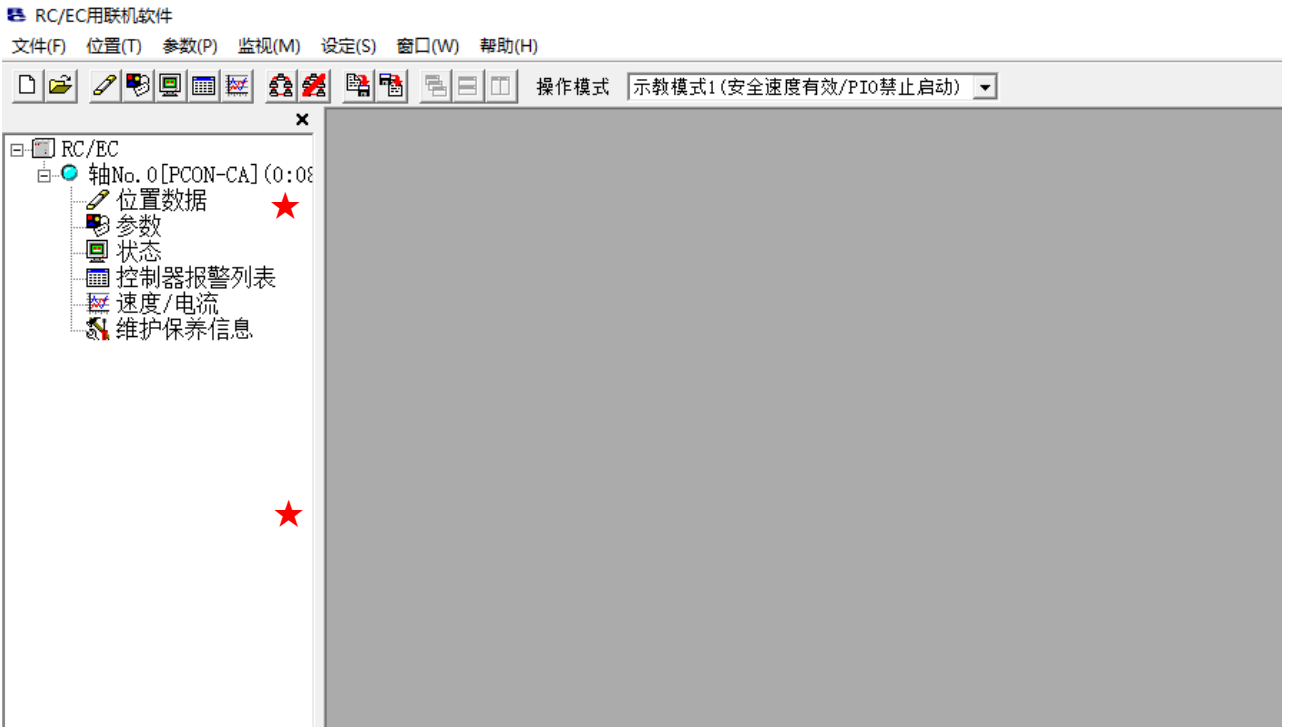 RC/EC用联机软件
文件(F) 位置(T) 参数(P) 监视(M) 设定(S) 窗口(W) 帮助(H)
操作模式 示教模式1(安全速度有效/PIO禁止启动)
RC/EC
轴No.0[PCON-CA](0:08
位置数据
参数
状态
控制器报警列表
速度/电流
维护保养信息